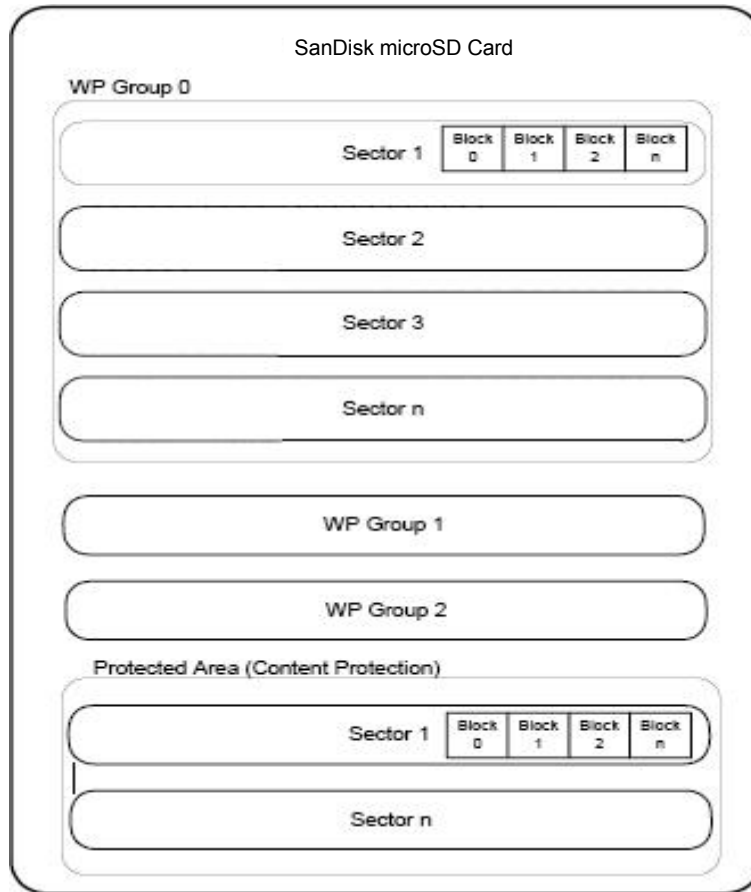 SanDisk microSD Card
WP Group 0
Sector 1
Block 0
Block 1
Block 2
Block n
Sector 2
Sector 3
Sector n
WP Group 1
WP Group 2
Protected Area (Content Protection)
Sector 1
Block 0
Block 1
Block 2
Block n
Sector n